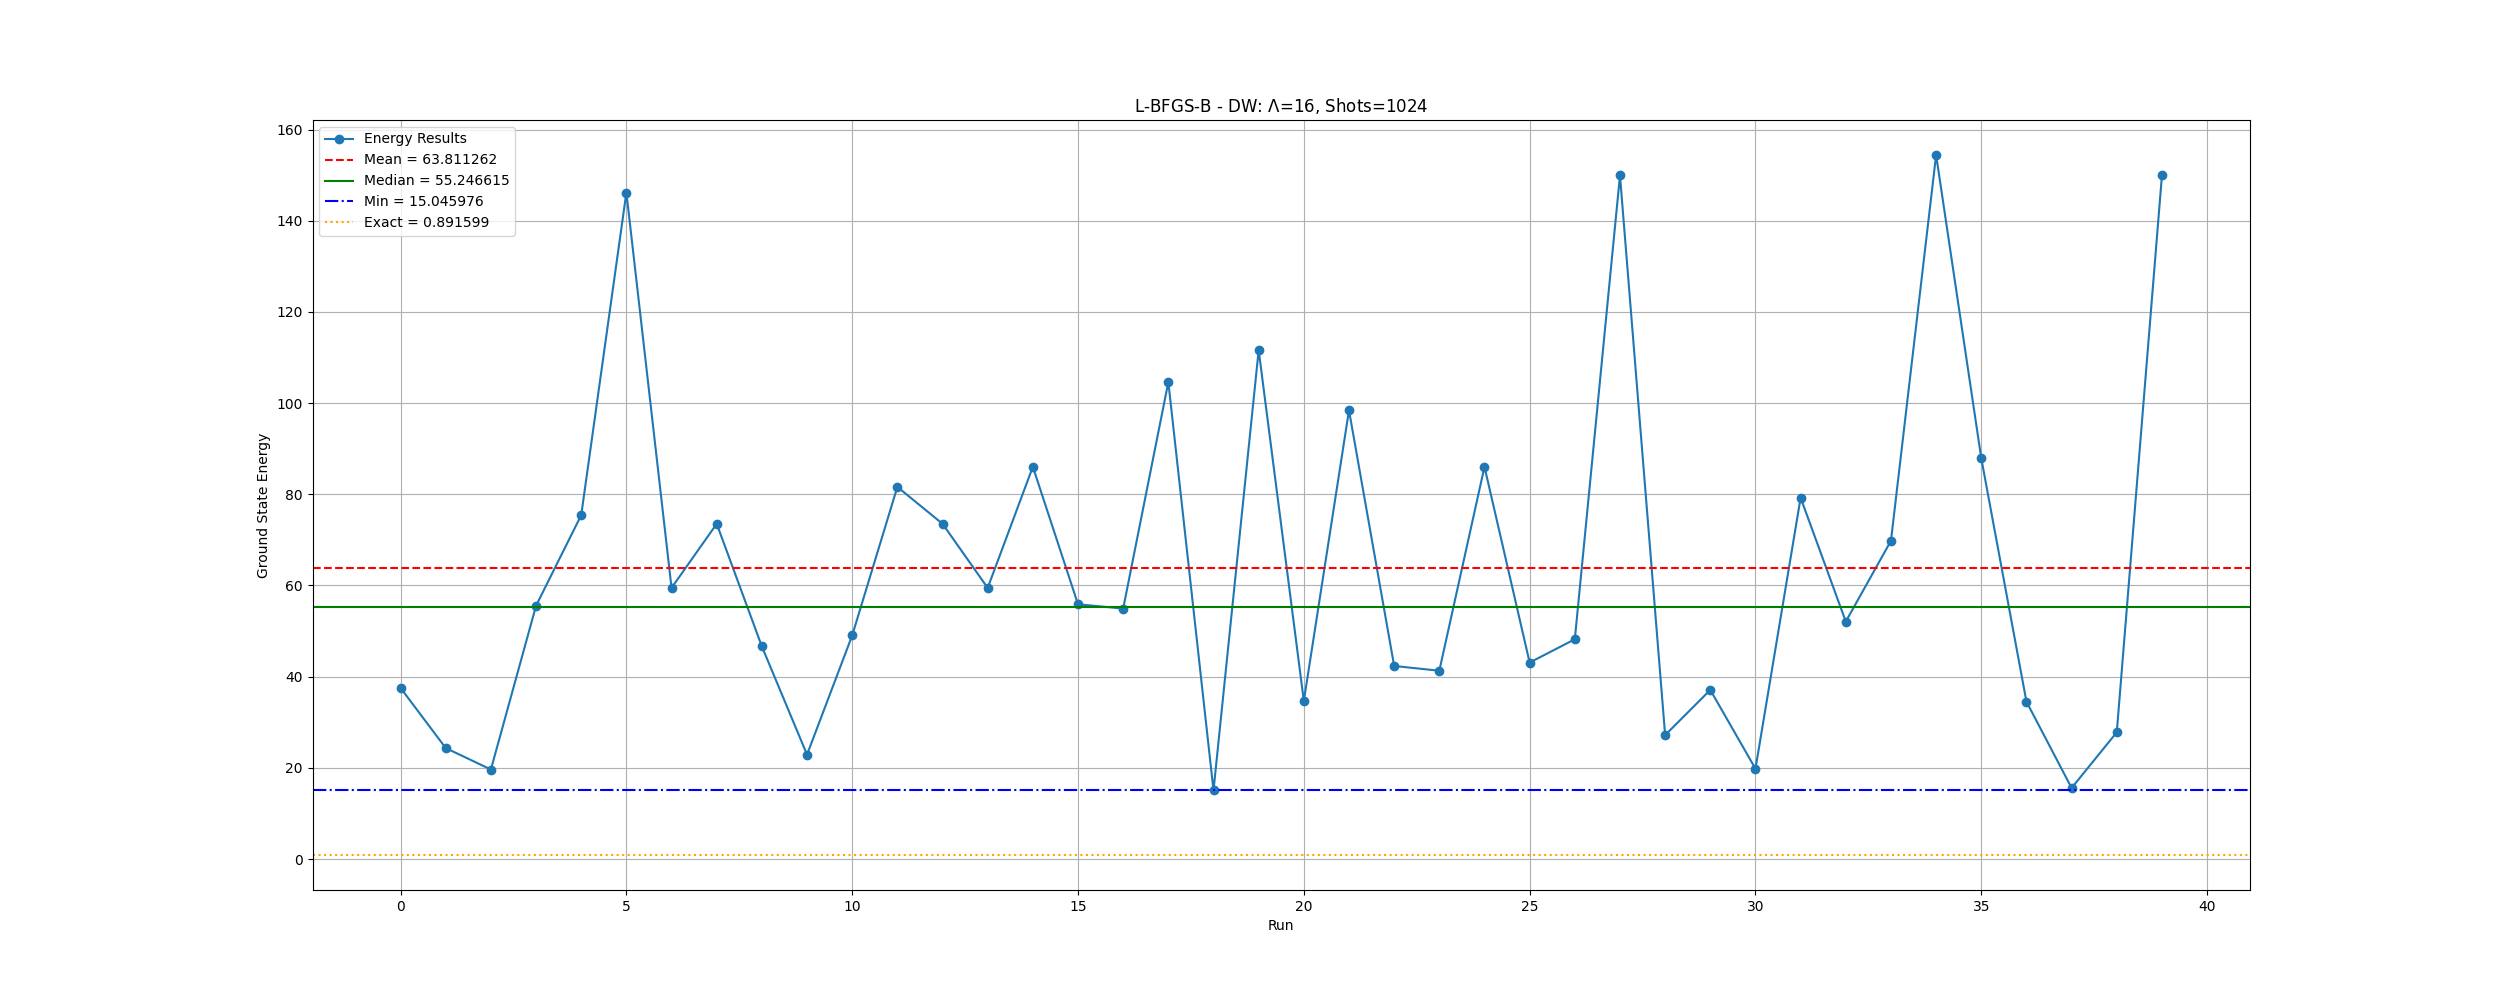 L-BFGS-B - DW: Λ=16, Shots=1024
Energy Results
Mean = 63.811262
Median = 55.246615
Min = 15.045976
Exact = 0.891599
160
140
120
100
80
60
40
20
0
Ground State Energy
0 5 10 15 20 25 30 35 40
Run